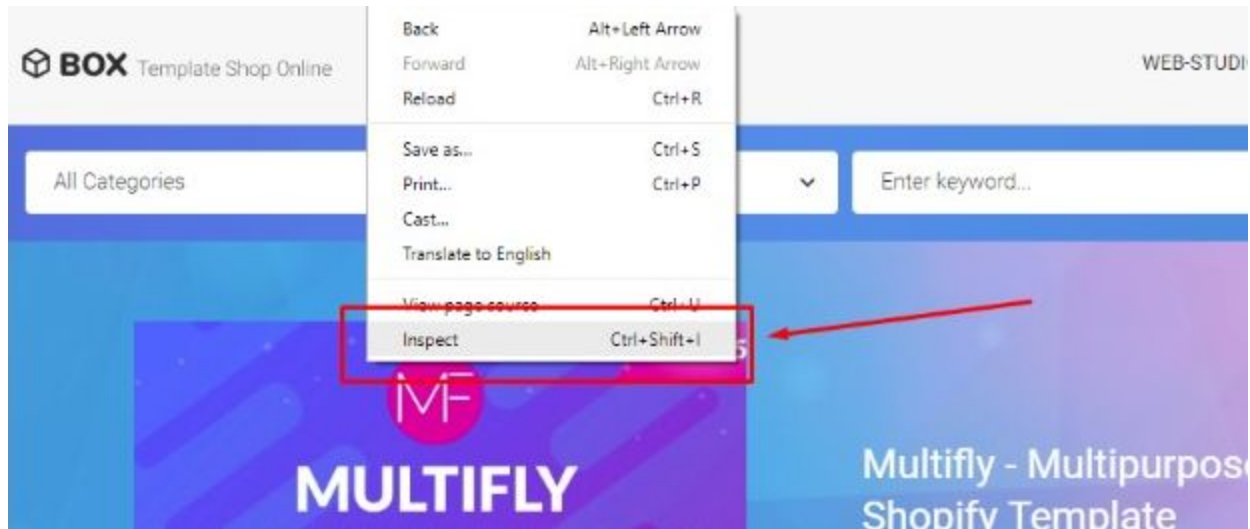 BOX Template Shop Online
WEB-STUDI
Back Alt+Left Arrow
Forward Alt+Right Arrow
Reload Ctrl+R
Save as... Ctrl+S
Print... Ctrl+P
Cast...
Translate to English
View page source Ctrl+U
Inspect Ctrl+Shift+I
All Categories
Enter keyword...
MF
MULTIFLY
Multifly - Multipurpose
Shopify Template